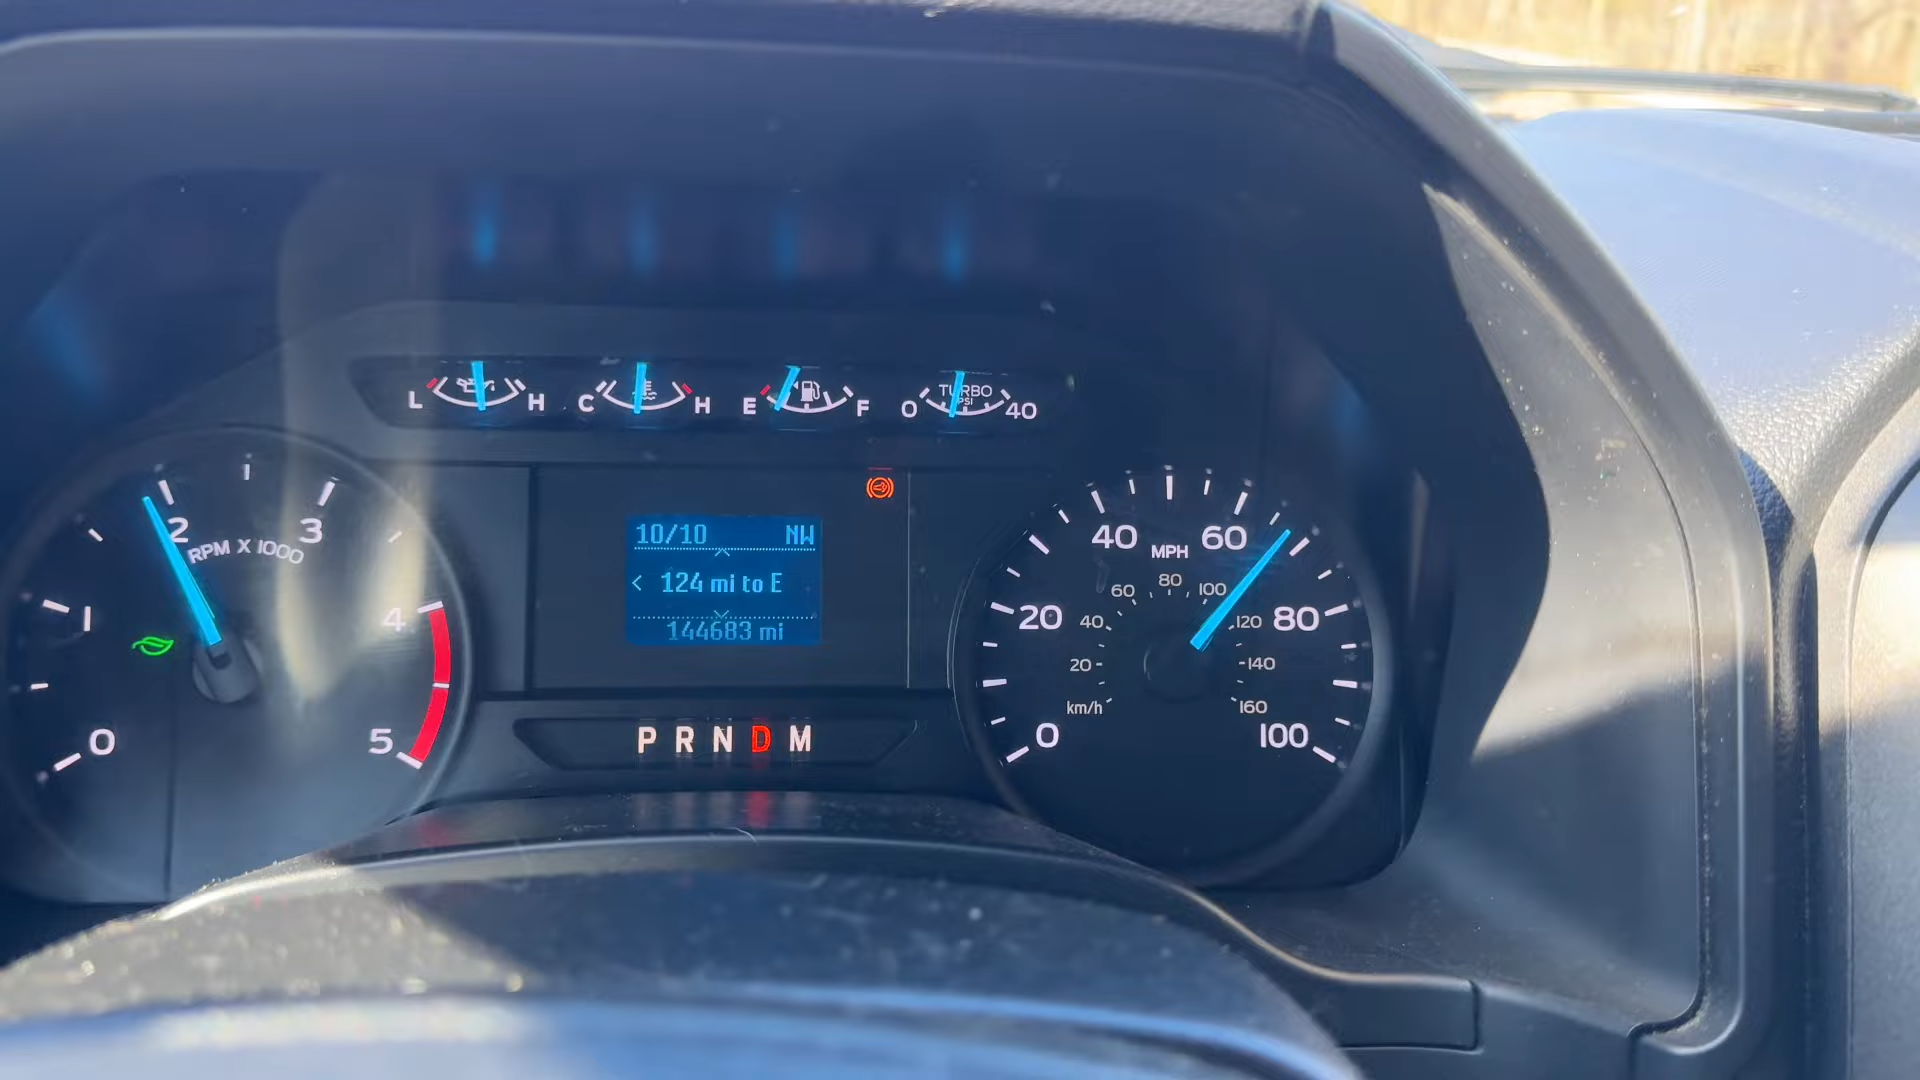 L H C H E F 0 TURBO PSI 40
0 1 2 3 4 5
RPM X 1000
10/10 NW
< 124 mi to E
144683 mi
P R N D M
0 20 40 60 80 100
MPH
20 40 60 80 100 120 140 160
km/h